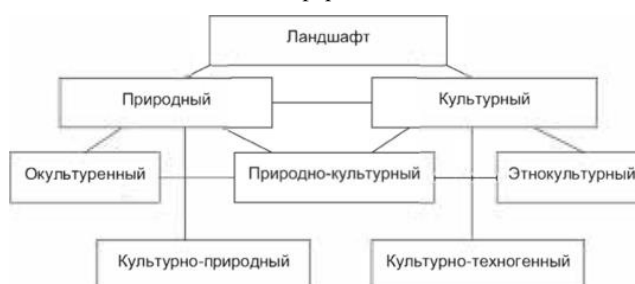 Ландшафт
Природный
Культурный
Окультуренный
Природно-культурный
Этнокультурный
Культурно-природный
Культурно-техногенный